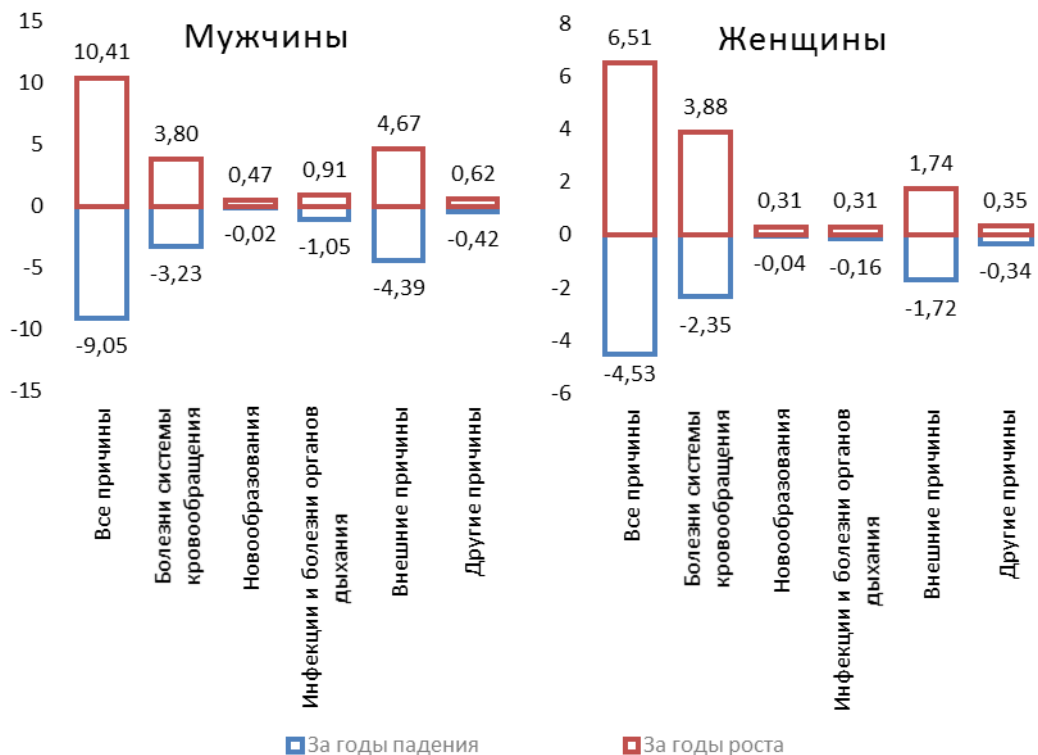 Мужчины
15
10
5
0
-5
-10
-15
10,41
3,80
0,47
0,91
4,67
0,62
-9,05
-3,23
-0,02
-1,05
-4,39
-0,42
Все причины
Болезни системы
кровообращения
Новообразования
Инфекции и болезни органов
дыхания
Внешние причины
Другие причины
Женщины
8
6
4
2
0
-2
-4
-6
6,51
3,88
0,31
0,31
1,74
0,35
-4,53
-2,35
-0,04
-0,16
-1,72
-0,34
Все причины
Болезни системы
кровообращения
Новообразования
Инфекции и болезни органов
дыхания
Внешние причины
Другие причины
За годы падения
За годы роста